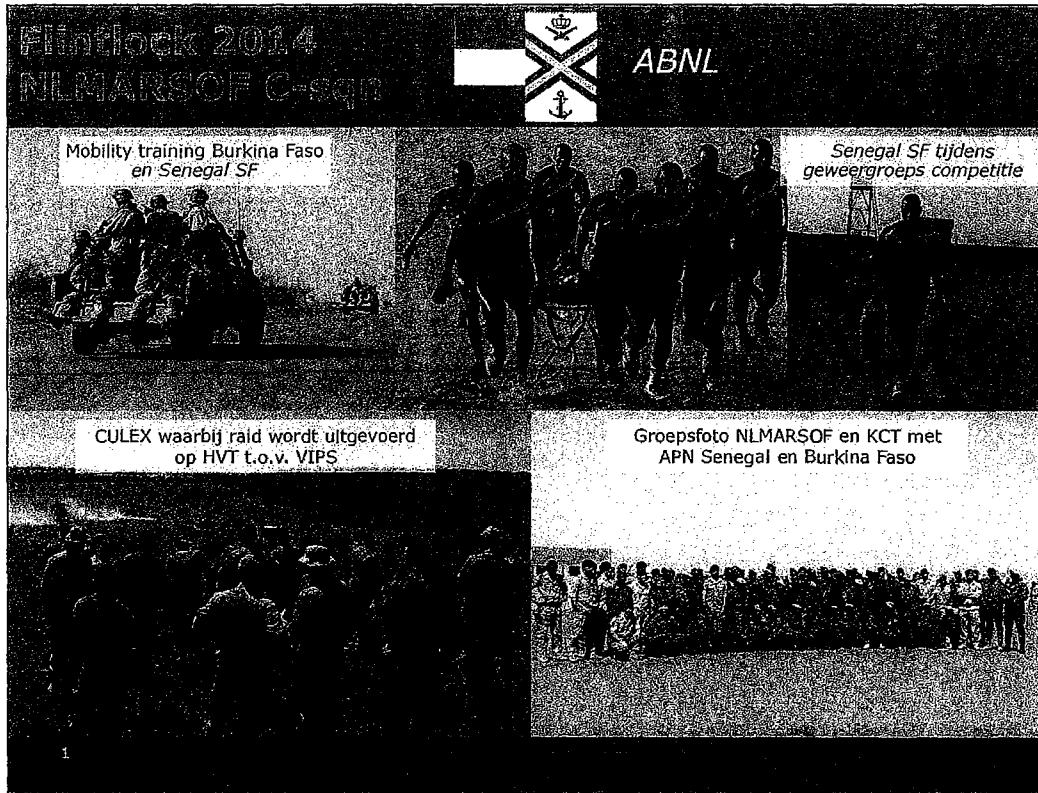 Flintlock 2014
NLMARSOF C-sqn
ABNL
Mobility training Burkina Faso
en Senegal SF
Senegal SF tijdens
geweergroeps competitie
CULEX waarbij raid wordt uitgevoerd
op HVT t.o.v. VIPS
Groepsfoto NLMARSOF en KCT met
APN Senegal en Burkina Faso
1